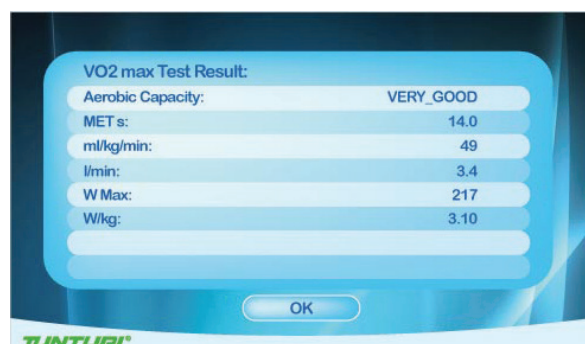 VO2 max Test Result:
Aerobic Capacity: VERY_GOOD
MET s: 14.0
ml/kg/min: 49
l/min: 3.4
W Max: 217
W/kg: 3.10
OK
TUNTURI®